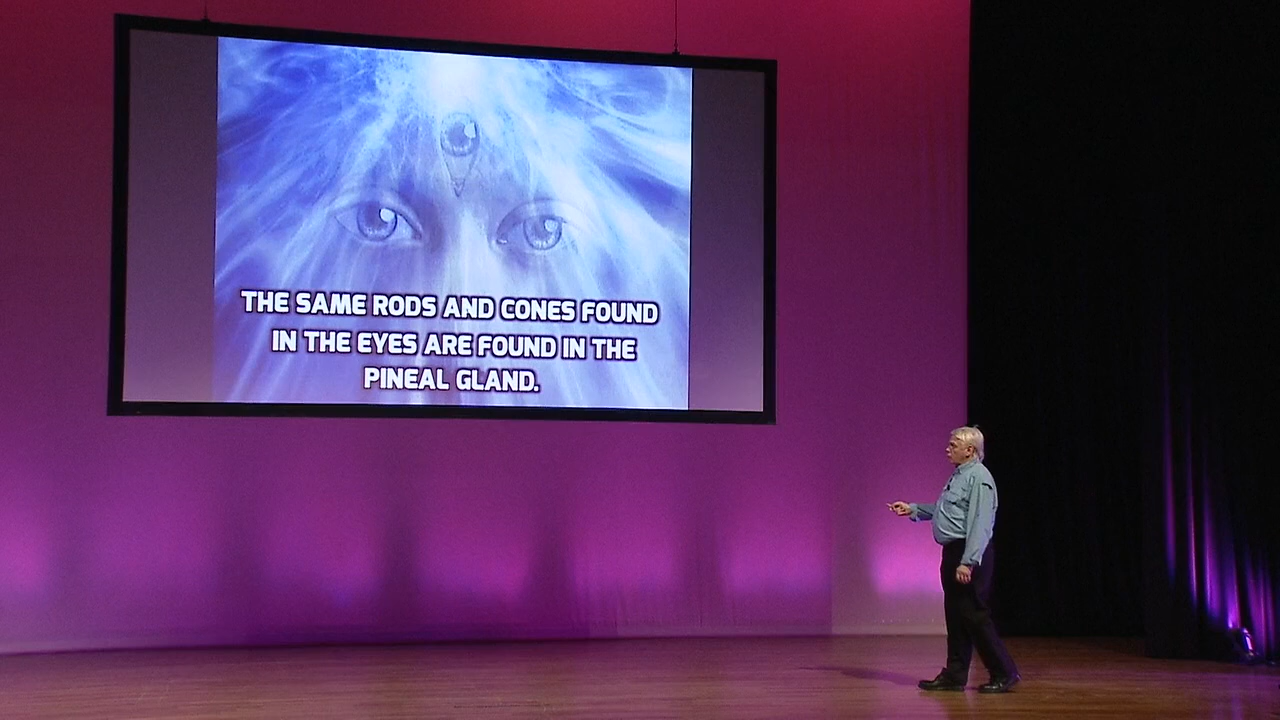 THE SAME RODS AND CONES FOUND
IN THE EYES ARE FOUND IN THE
PINEAL GLAND.